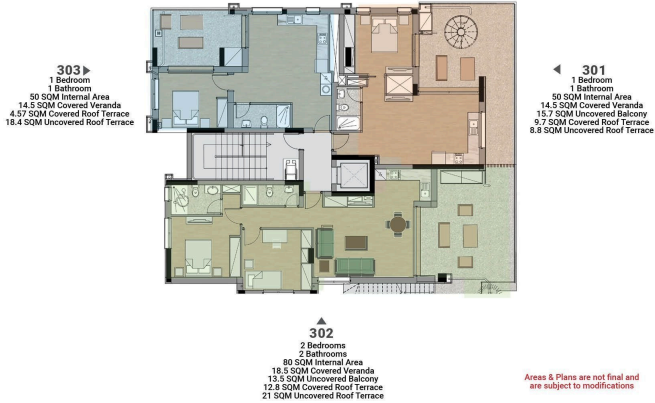 303
1 Bedroom
1 Bathroom
50 SQM Internal Area
14.5 SQM Covered Veranda
4.57 SQM Covered Roof Terrace
18.4 SQM Uncovered Roof Terrace
301
1 Bedroom
1 Bathroom
50 SQM Internal Area
14.5 SQM Covered Veranda
15.7 SQM Uncovered Balcony
9.7 SQM Covered Roof Terrace
8.8 SQM Uncovered Roof Terrace
302
2 Bedrooms
2 Bathrooms
80 SQM Internal Area
18.5 SQM Covered Veranda
13.5 SQM Uncovered Balcony
12.8 SQM Covered Roof Terrace
21 SQM Uncovered Roof Terrace
Areas & Plans are not final and
are subject to modifications